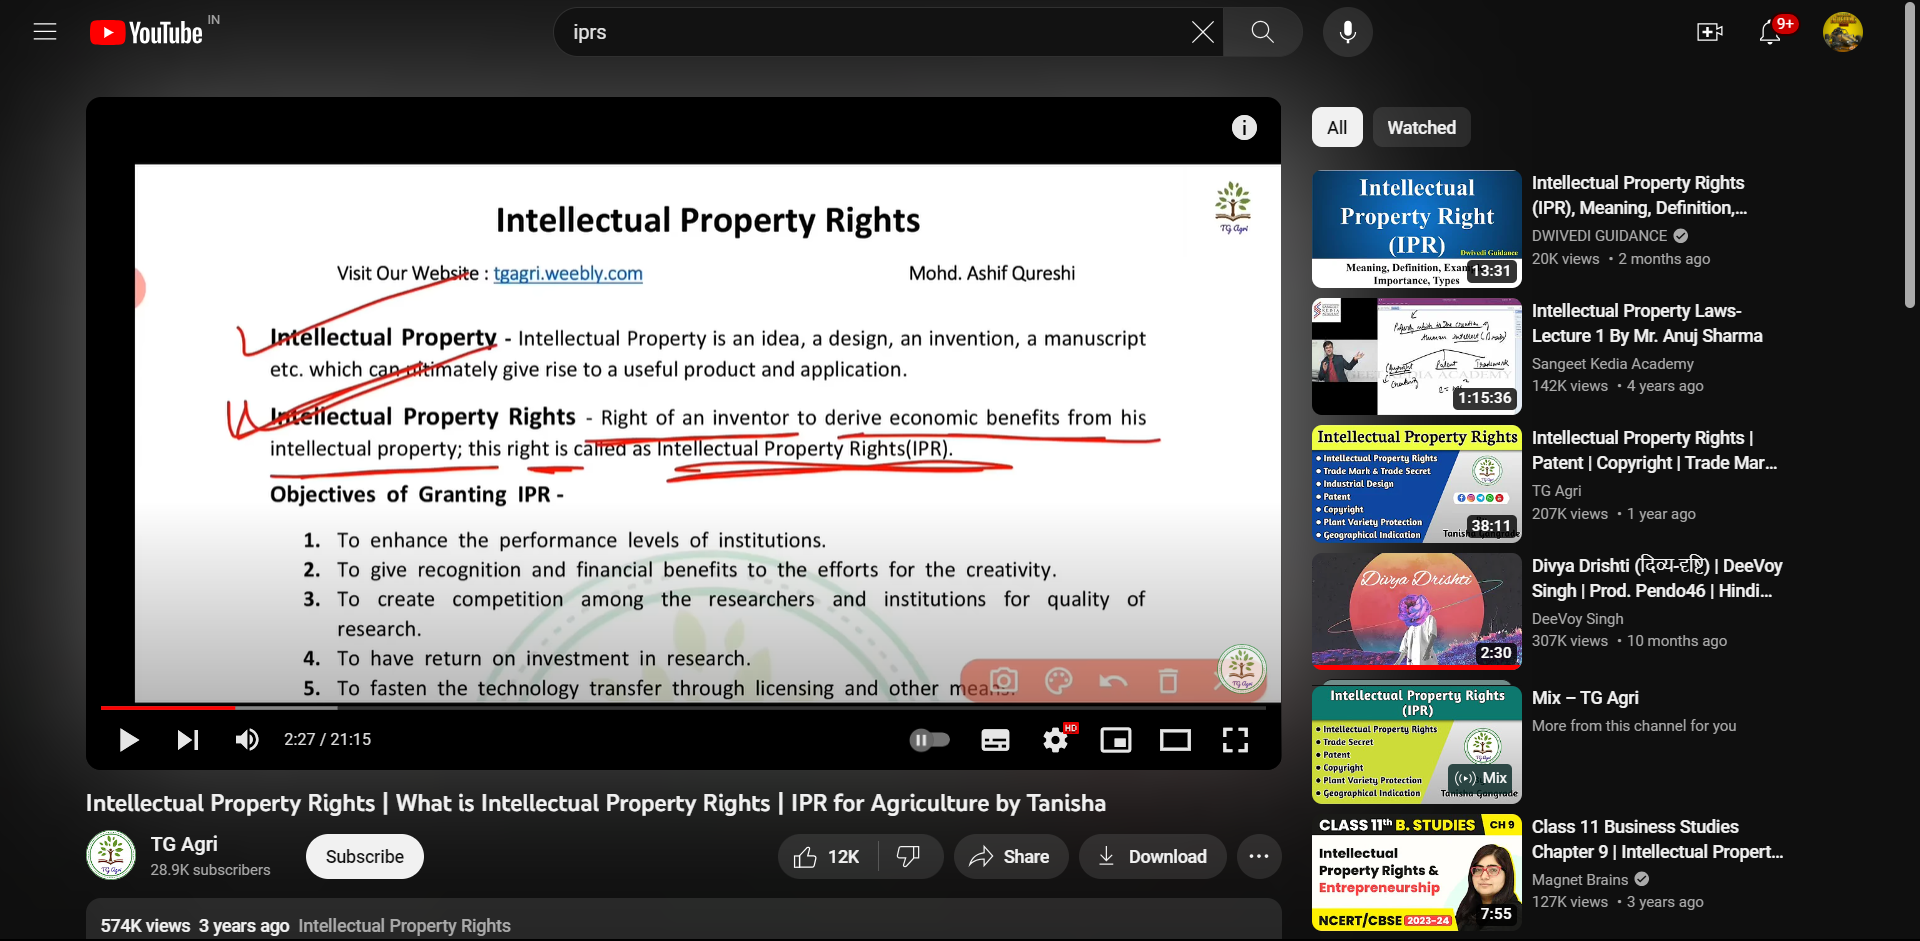 YouTube IN
iprs
9+
Intellectual Property Rights
TG Agri
Visit Our Website : tgagri.weebly.com
Mohd. Ashif Qureshi
Intellectual Property - Intellectual Property is an idea, a design, an invention, a manuscript
etc. which can ultimately give rise to a useful product and application.
Intellectual Property Rights - Right of an inventor to derive economic benefits from his
intellectual property; this right is called as Intellectual Property Rights(IPR).
Objectives of Granting IPR -
1. To enhance the performance levels of institutions.
2. To give recognition and financial benefits to the efforts for the creativity.
3. To create competition among the researchers and institutions for quality of
research.
4. To have return on investment in research.
5. To fasten the technology transfer through licensing and other means.
2:27 / 21:15
HD
Intellectual Property Rights | What is Intellectual Property Rights | IPR for Agriculture by Tanisha
TG Agri
28.9K subscribers
Subscribe
12K
Share
Download
574K views 3 years ago Intellectual Property Rights
All
Watched
Intellectual
Property Right
(IPR)
Dwivedi Guidance
Meaning, Definition,
Importance, Types
13:31
Intellectual Property Rights
(IPR), Meaning, Definition,...
DWIVEDI GUIDANCE
20K views • 2 months ago
Human intellect
Copyright
Patent
Trademark
1:15:36
Intellectual Property Laws-
Lecture 1 By Mr. Anuj Sharma
Sangeet Kedia Academy
142K views • 4 years ago
Intellectual Property Rights
• Intellectual Property Rights
• Trade Mark & Trade Secret
• Industrial Design
• Patent
• Copyright
• Plant Variety Protection
• Geographical Indication
38:11
Intellectual Property Rights |
Patent | Copyright | Trade Mar...
TG Agri
207K views • 1 year ago
Divya Drishti
2:30
Divya Drishti (दिव्य-दृष्टि) | DeeVoy
Singh | Prod. Pendo46 | Hindi...
DeeVoy Singh
307K views • 10 months ago
Intellectual Property Rights
(IPR)
• Intellectual Property Rights
• Trade Secret
• Patent
• Copyright
• Plant Variety Protection
• Geographical Indication
Mix
Tanisha Gangrade
Mix – TG Agri
More from this channel for you
CLASS 11th B. STUDIES CH 9
Intellectual
Property Rights &
Entrepreneurship
NCERT/CBSE 2023-24
7:55
Class 11 Business Studies
Chapter 9 | Intellectual Propert...
Magnet Brains
127K views • 3 years ago